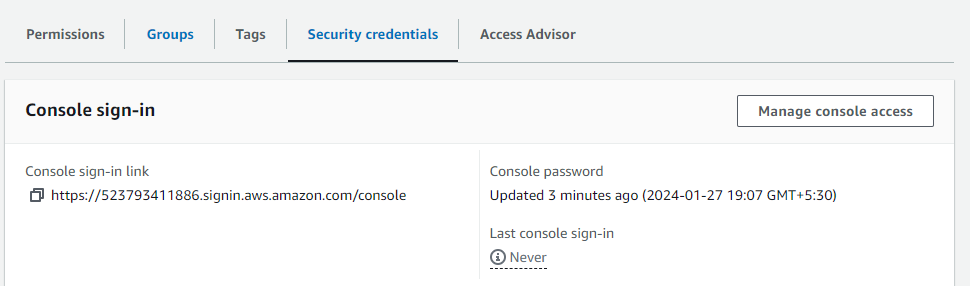 Permissions Groups Tags Security credentials Access Advisor
Console sign-in
Manage console access
Console sign-in link
https://523793411886.signin.aws.amazon.com/console
Console password
Updated 3 minutes ago (2024-01-27 19:07 GMT+5:30)
Last console sign-in
Never